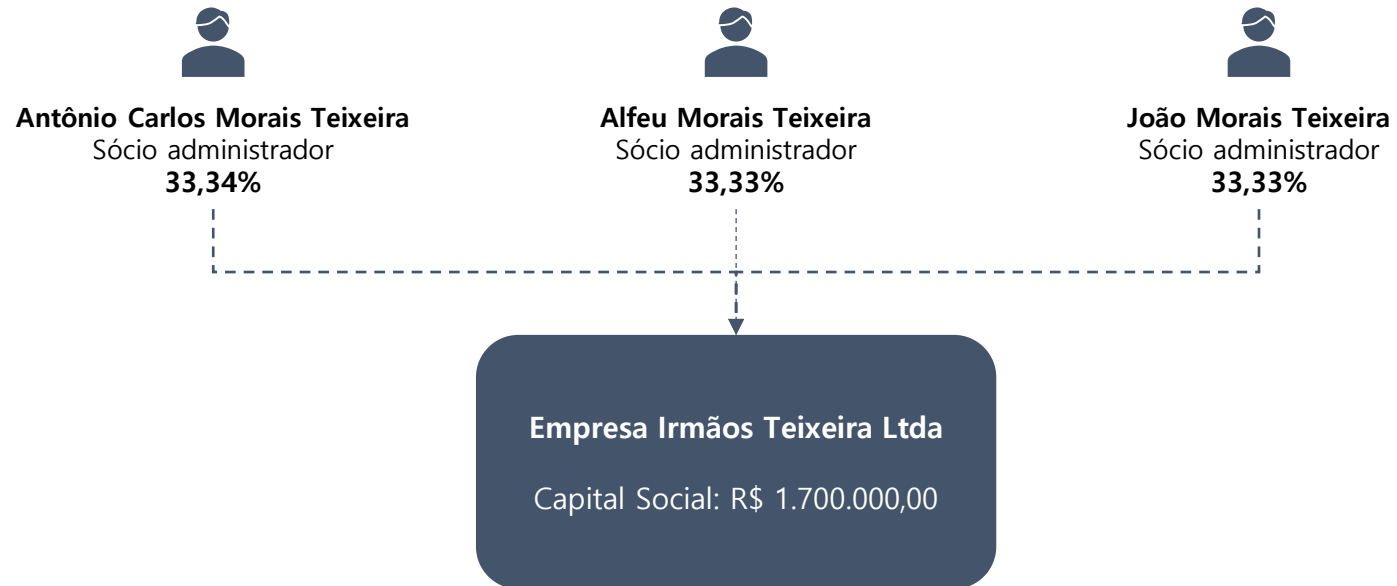 Antônio Carlos Morais Teixeira
Sócio administrador
33,34%
Alfeu Morais Teixeira
Sócio administrador
33,33%
João Morais Teixeira
Sócio administrador
33,33%
Empresa Irmãos Teixeira Ltda
Capital Social: R$ 1.700.000,00